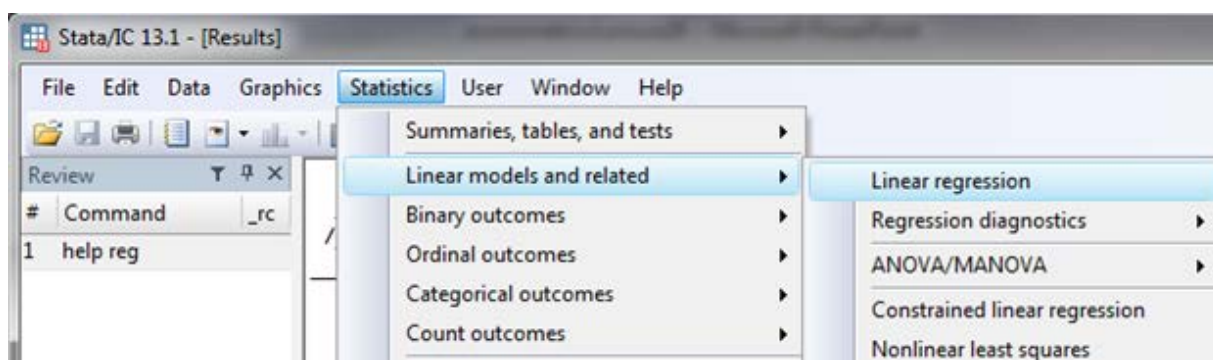 Stata/IC 13.1 - [Results]
File Edit Data Graphics Statistics User Window Help
Summaries, tables, and tests
Review
Linear models and related
Linear regression
# Command _rc
Binary outcomes
Regression diagnostics
1 help reg
Ordinal outcomes
ANOVA/MANOVA
Categorical outcomes
Constrained linear regression
Count outcomes
Nonlinear least squares